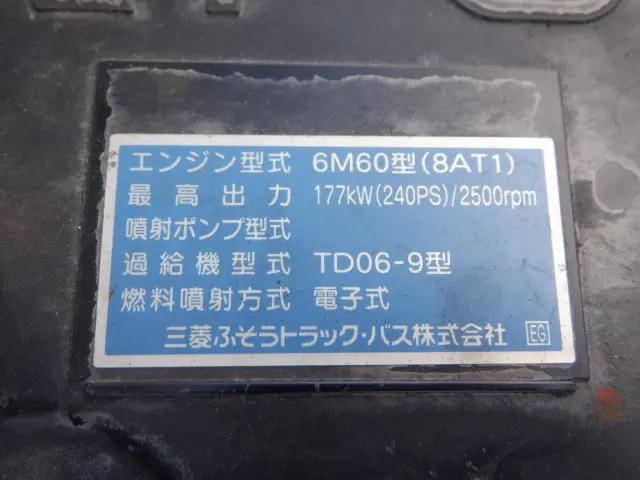 エンジン型式 6M60型(8AT1)
最高出力 177kW(240PS)/2500rpm
噴射ポンプ型式
過給機型式 TD06-9型
燃料噴射方式 電子式
三菱ふそうトラック・バス株式会社 EG